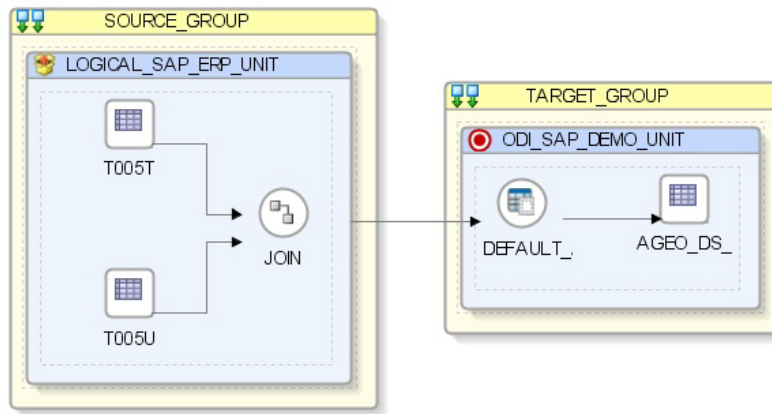 SOURCE_GROUP
LOGICAL_SAP_ERP_UNIT
T005T
JOIN
T005U
TARGET_GROUP
ODI_SAP_DEMO_UNIT
DEFAULT_.
AGEO_DS_